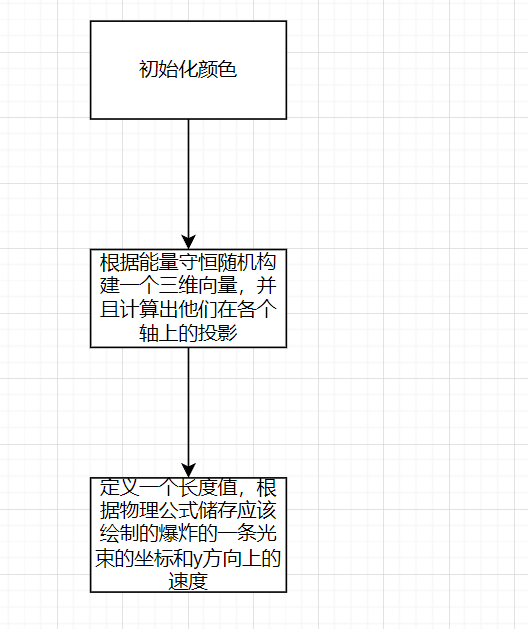 初始化颜色
根据能量守恒随机构
建一个三维向量，并
且计算出他们在各个
轴上的投影
定义一个长度值，根
据物理公式储存应该
绘制的爆炸的一条光
束的坐标和y方向上的
速度